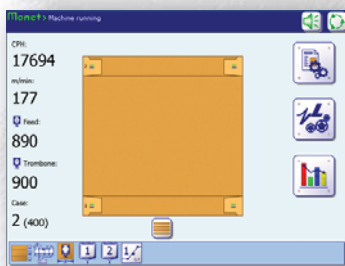 Monet> Machine running
CPH:
17694
m/min:
177
Feed:
890
Trombone:
900
Case:
2 (400)
1
2